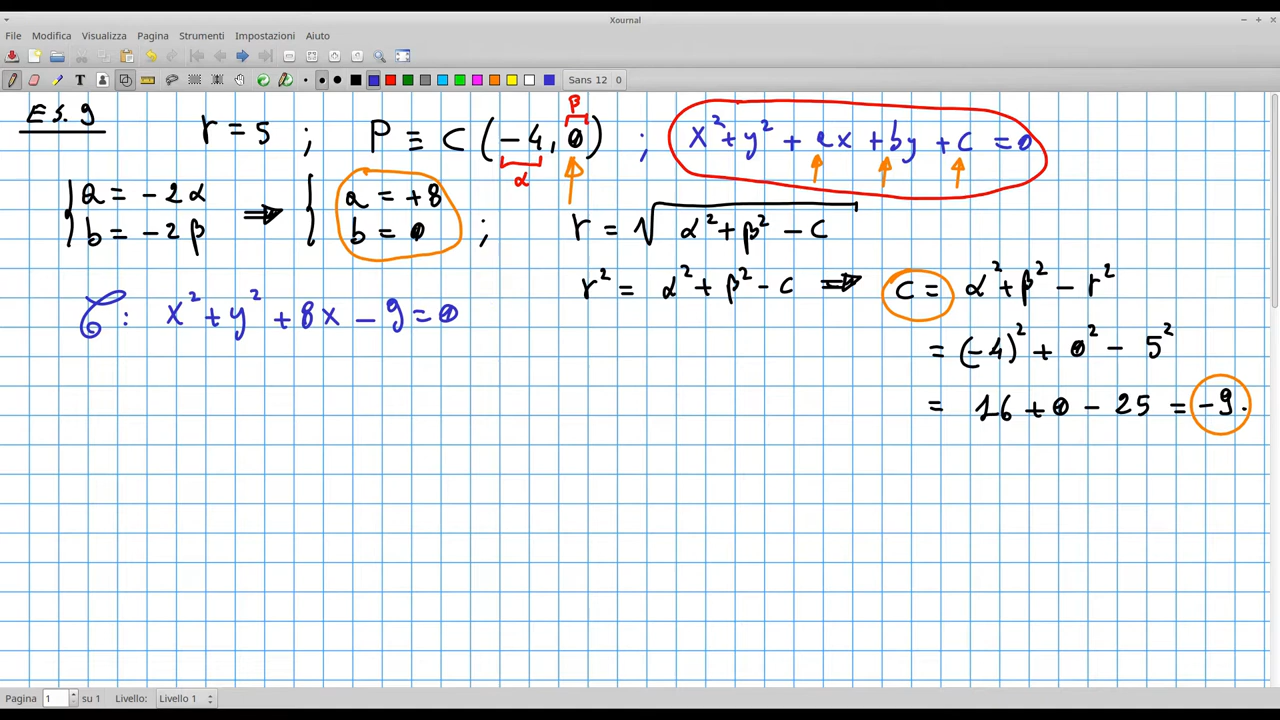 Xournal
File Modifica Visualizza Pagina Strumenti Impostazioni Aiuto
Sans 12 0
ES. 9
r = 5 ; P ≡ C (-4, 0) ; x² + y² + ax + by + c = 0
β
α
a = -2α ⇒ a = +8
b = -2β b = 0 ; r = √(α² + β² - c)
r² = α² + β² - c ⇒ c = α² + β² - r²
C : x² + y² + 8x - 9 = 0
= (-4)² + 0² - 5²
= 16 + 0 - 25 = -9.
Pagina 1 su 1 Livello: Livello 1